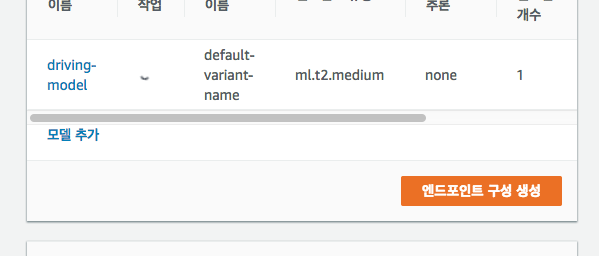 이름
작업
이름
추론
개수
driving-
model
default-
variant-
name
ml.t2.medium
none
1
모델 추가
엔드포인트 구성 생성